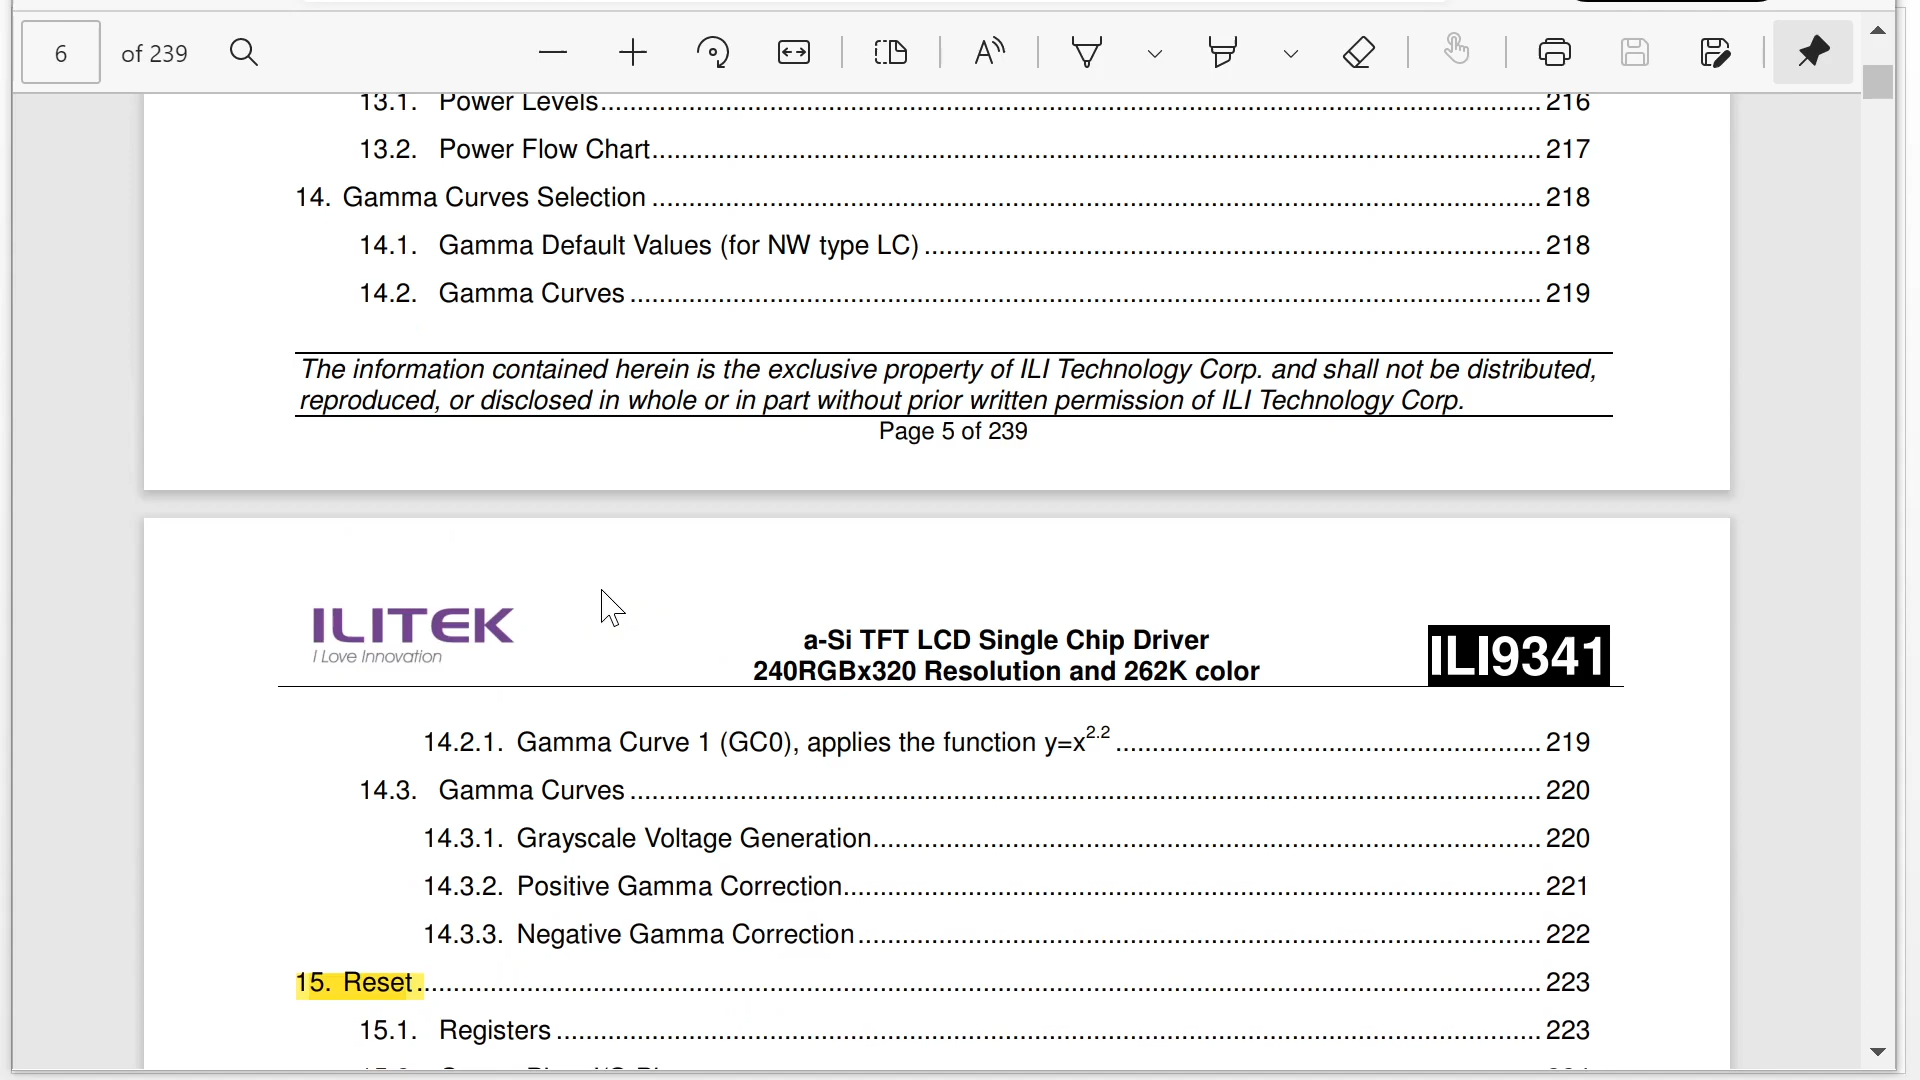 6 of 239
13.1. Power Levels 216
13.2. Power Flow Chart 217
14. Gamma Curves Selection 218
14.1. Gamma Default Values (for NW type LC) 218
14.2. Gamma Curves 219
The information contained herein is the exclusive property of ILI Technology Corp. and shall not be distributed,
reproduced, or disclosed in whole or in part without prior written permission of ILI Technology Corp.
Page 5 of 239
ILITEK
I Love Innovation
a-Si TFT LCD Single Chip Driver
240RGBx320 Resolution and 262K color
ILI9341
14.2.1. Gamma Curve 1 (GC0), applies the function y=x^2.2 219
14.3. Gamma Curves 220
14.3.1. Grayscale Voltage Generation 220
14.3.2. Positive Gamma Correction 221
14.3.3. Negative Gamma Correction 222
15. Reset 223
15.1. Registers 223